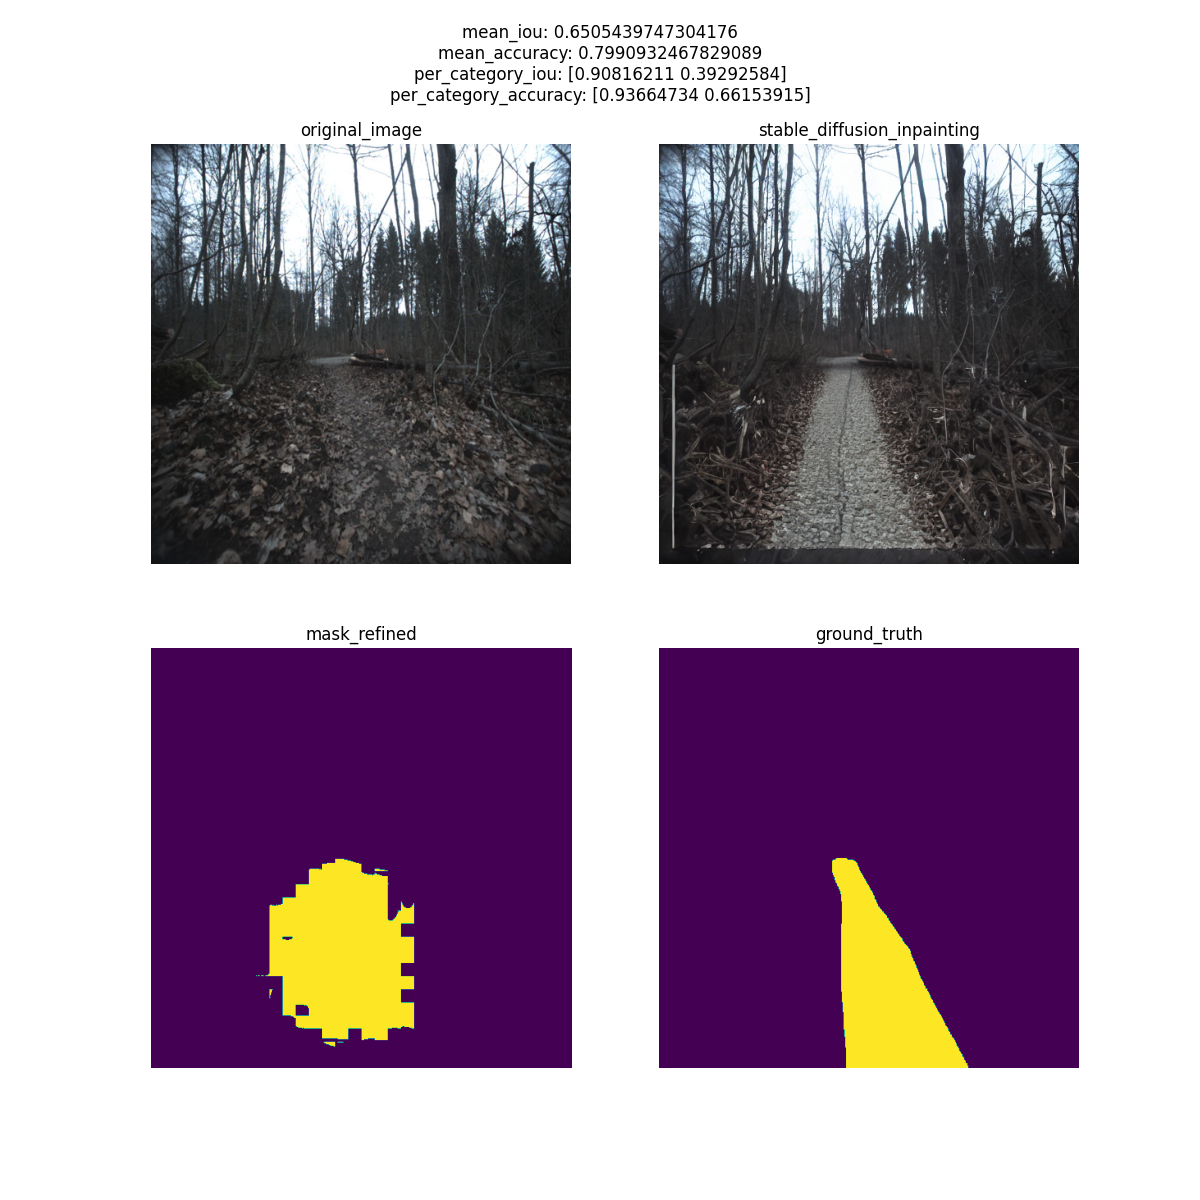 mean_iou: 0.6505439747304176
mean_accuracy: 0.7990932467829089
per_category_iou: [0.90816211 0.39292584]
per_category_accuracy: [0.93664734 0.66153915]
original_image
stable_diffusion_inpainting
mask_refined
ground_truth